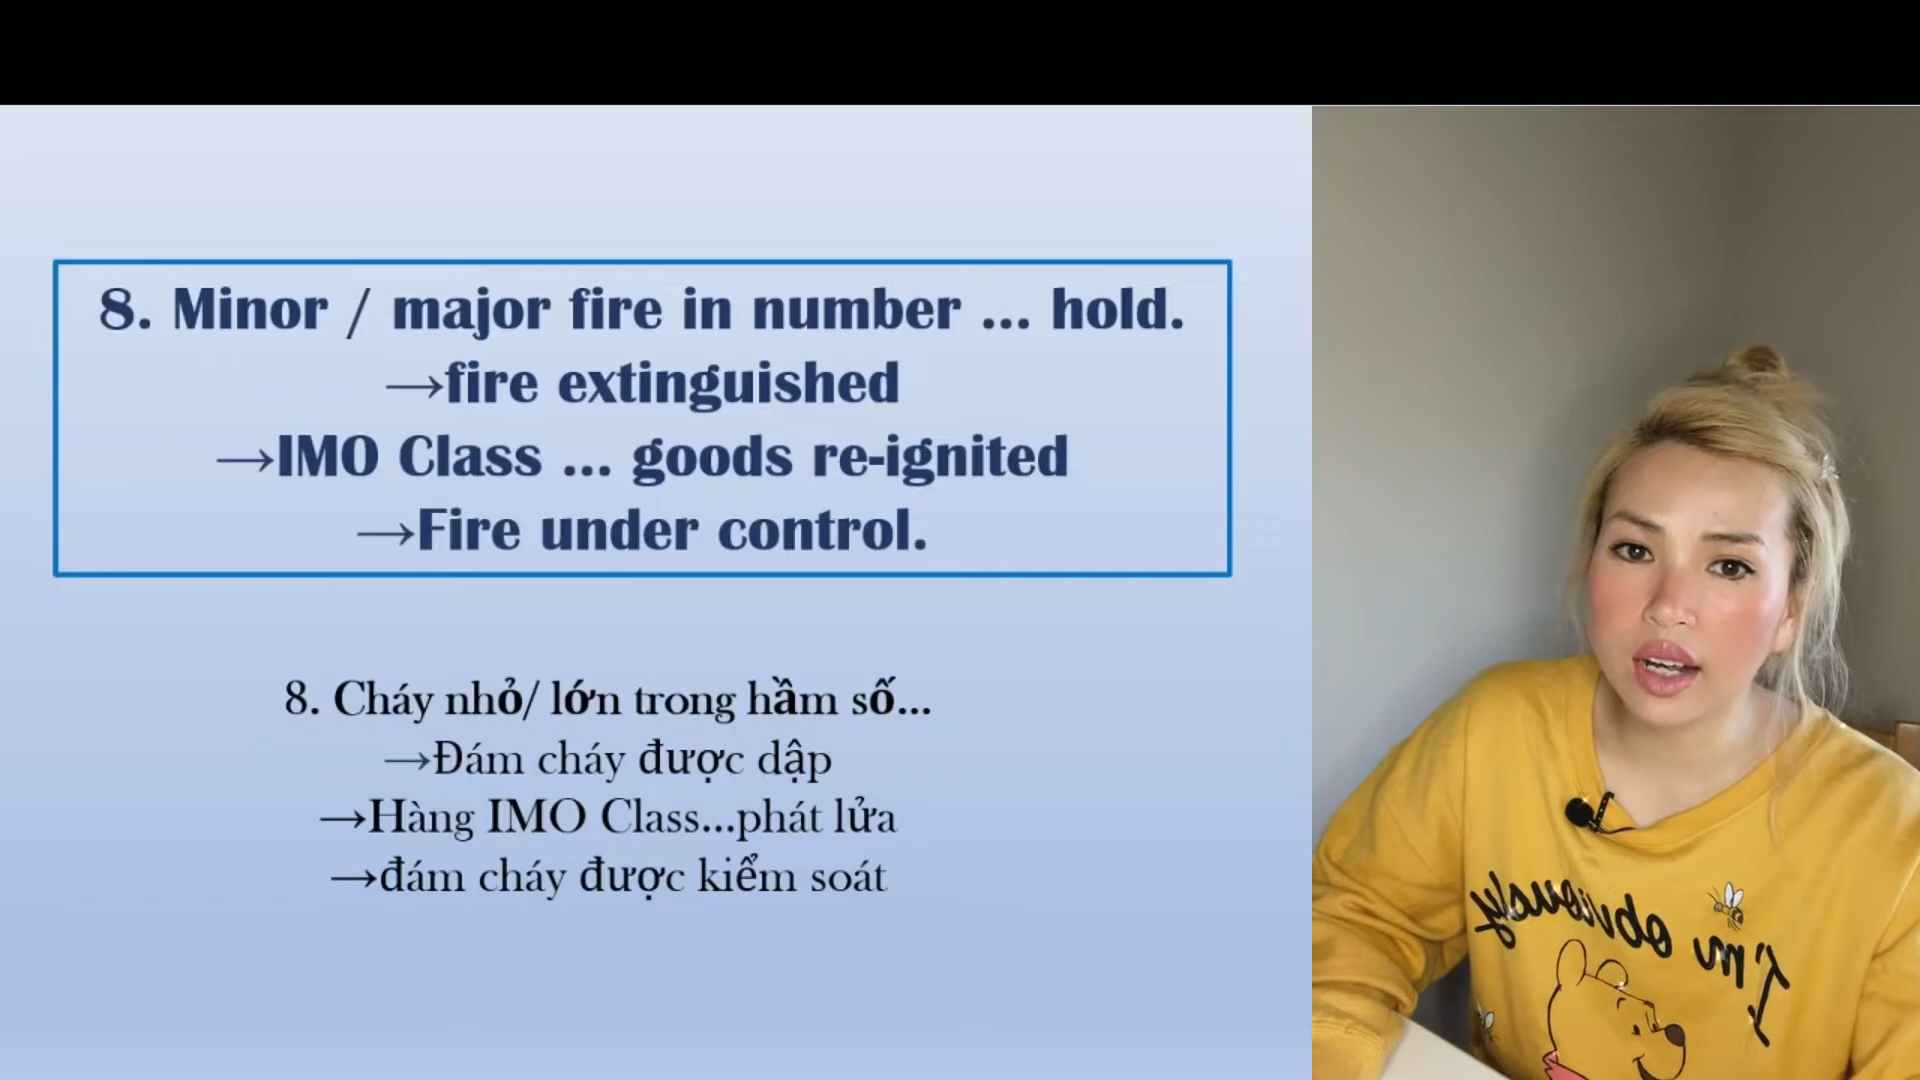 8. Minor / major fire in number ... hold.
→fire extinguished
→IMO Class ... goods re-ignited
→Fire under control.
8. Cháy nhỏ/ lớn trong hầm số...
→Đám cháy được dập
→Hàng IMO Class...phát lửa
→đám cháy được kiểm soát
I'm obviously